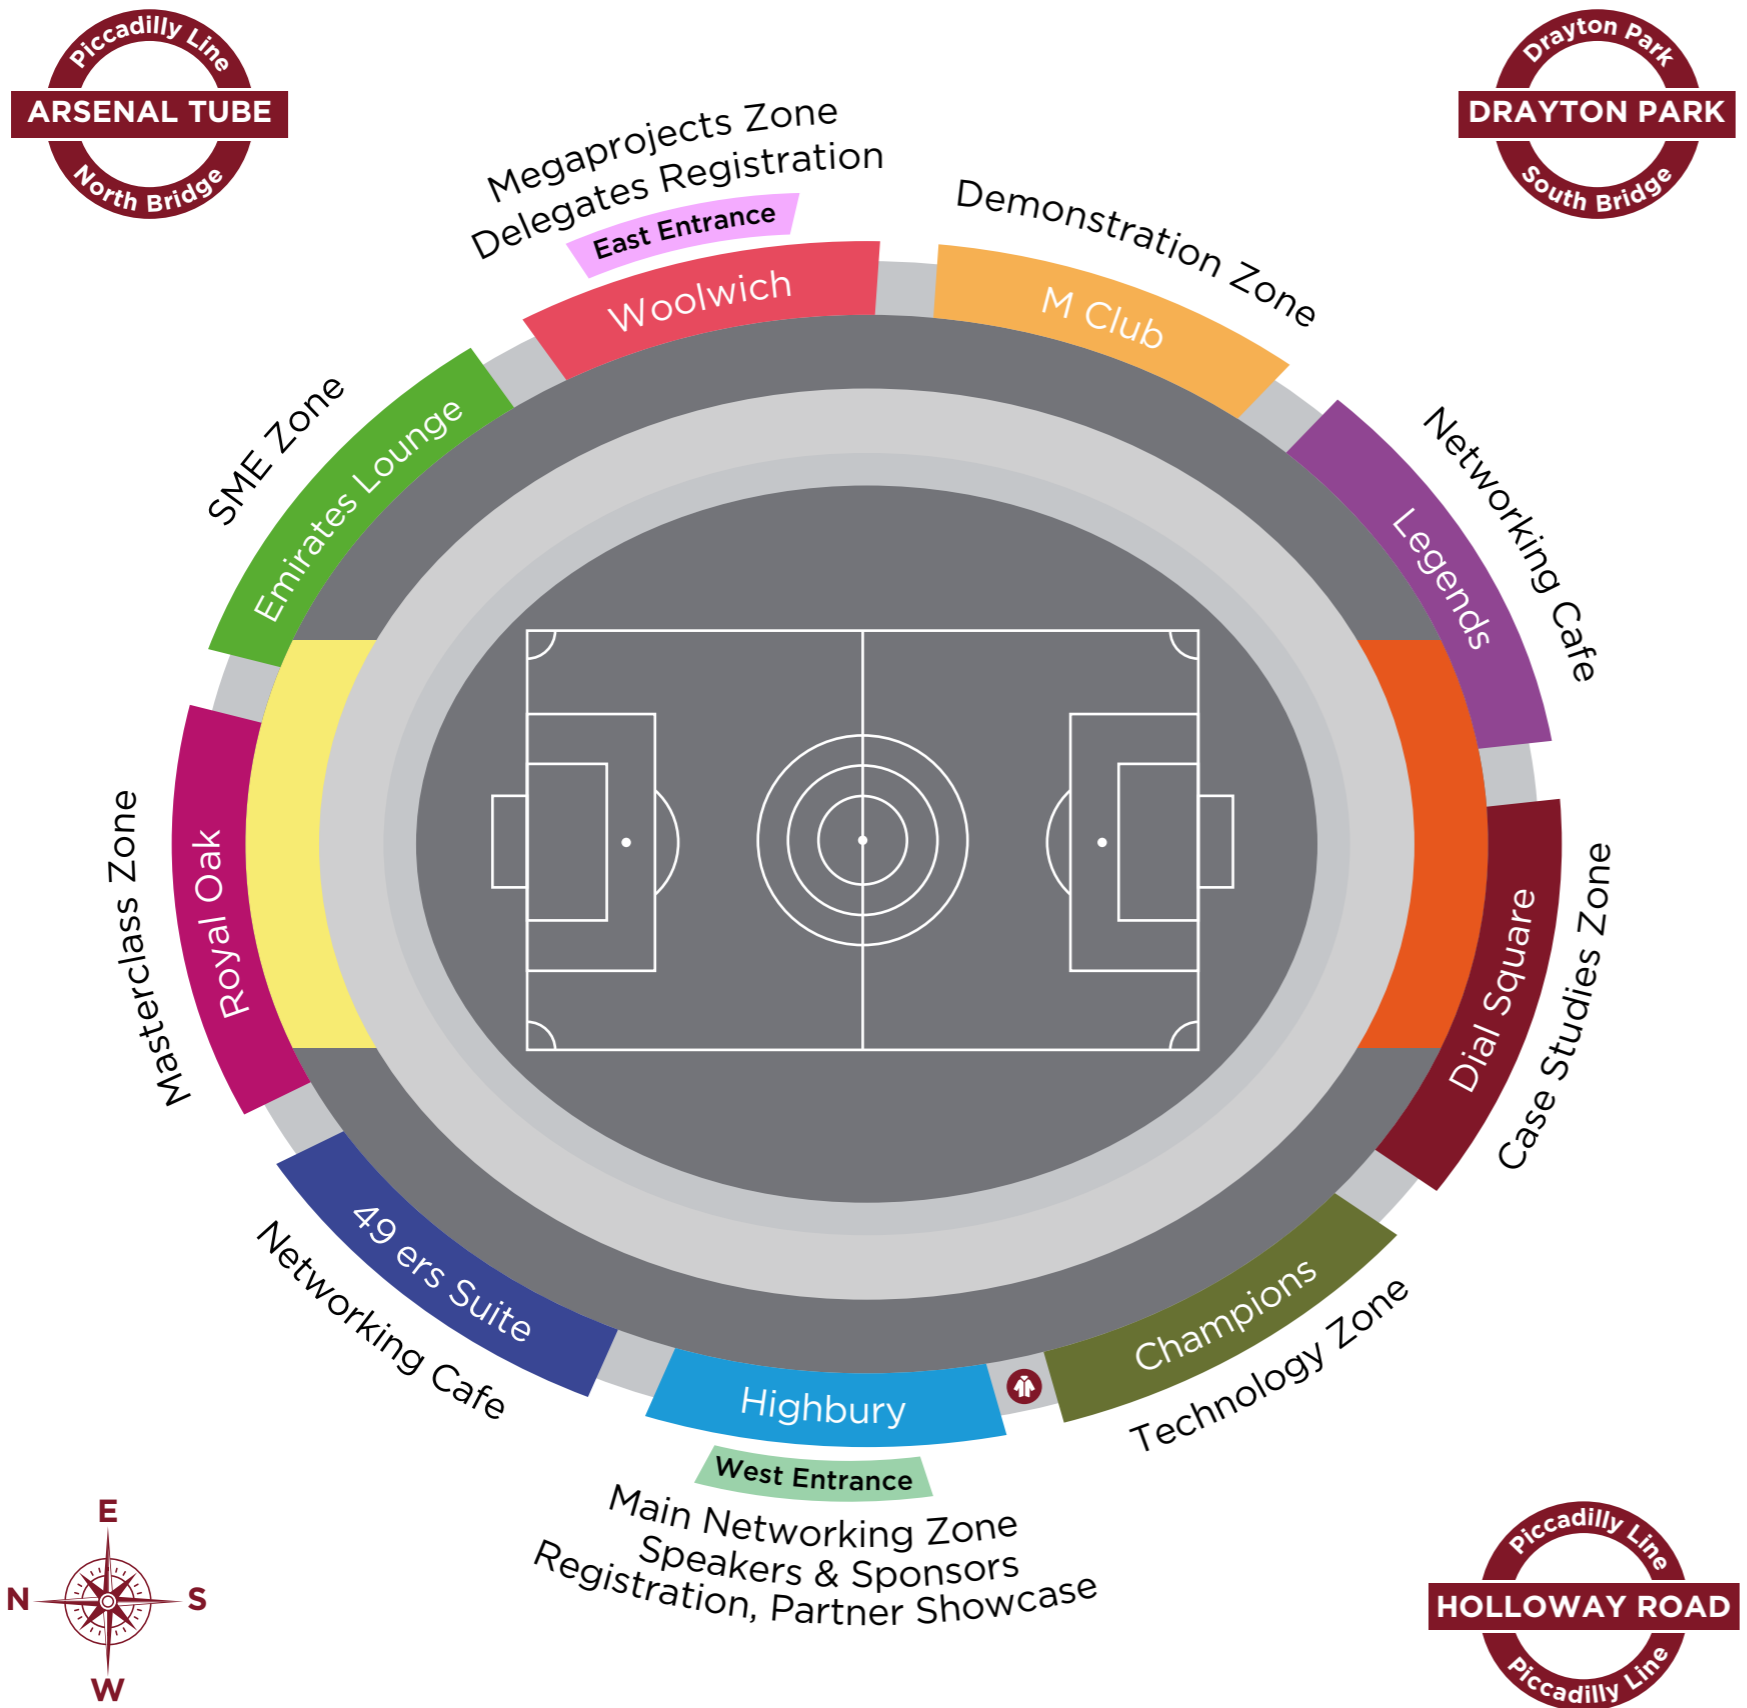 Piccadilly Line
ARSENAL TUBE
North Bridge
Drayton Park
DRAYTON PARK
South Bridge
Megaprojects Zone
Delegates Registration
East Entrance
Woolwich
Demonstration Zone
M Club
SME Zone
Emirates Lounge
Networking Cafe
Legends
Masterclass Zone
Royal Oak
Dial Square
Case Studies Zone
49 ers Suite
Networking Cafe
Champions
Technology Zone
Highbury
West Entrance
Main Networking Zone
Speakers & Sponsors
Registration, Partner Showcase
E
N
S
W
Piccadilly Line
HOLLOWAY ROAD
Piccadilly Line